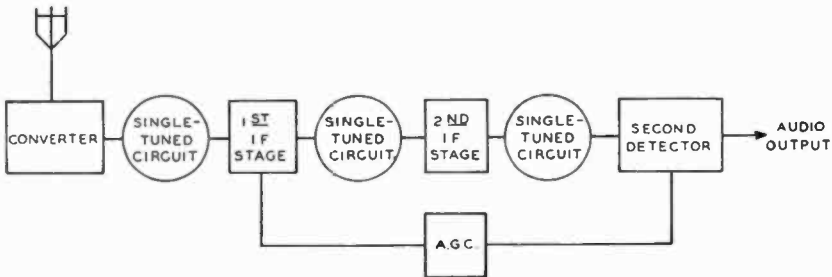 CONVERTER
SINGLE-
TUNED
CIRCUIT
1ST
IF
STAGE
SINGLE-
TUNED
CIRCUIT
2ND
IF
STAGE
SINGLE-
TUNED
CIRCUIT
SECOND
DETECTOR
AUDIO
OUTPUT
A.G.C.